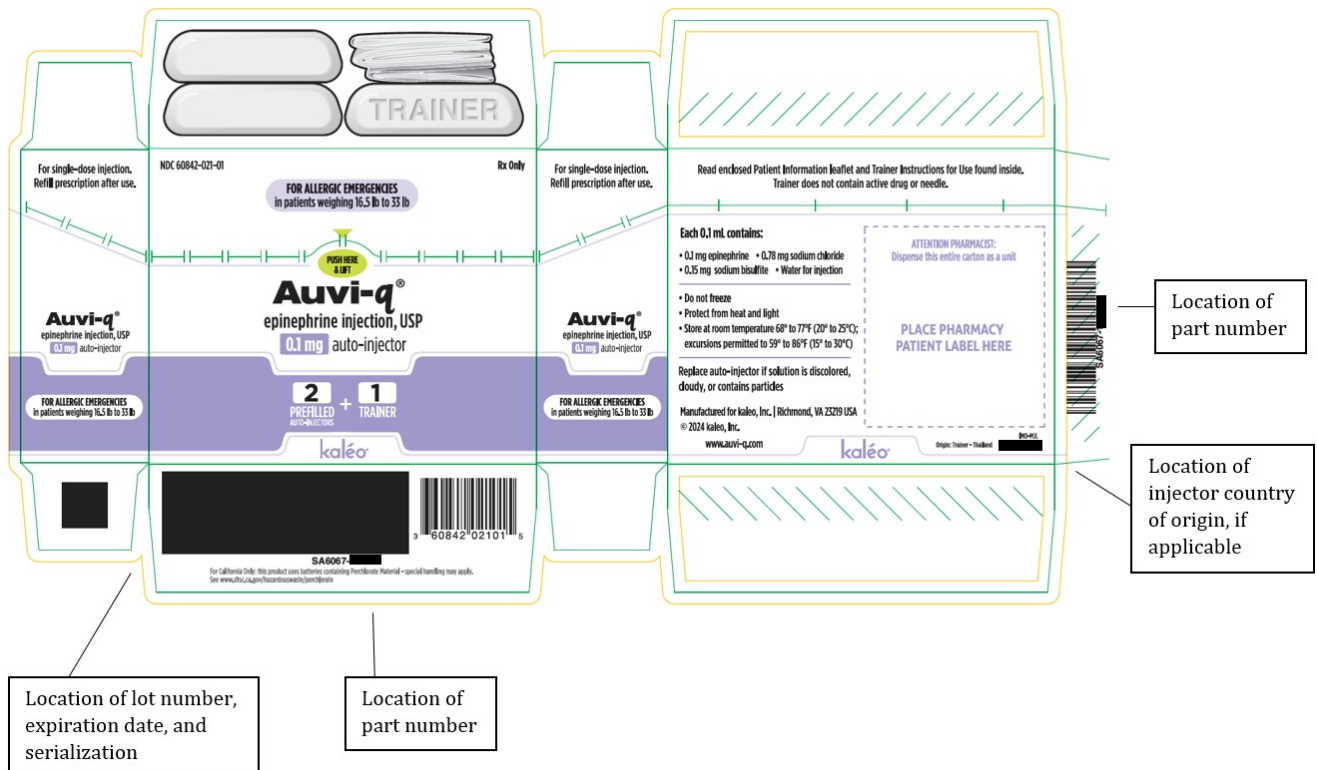 TRAINER
For single-dose injection.
Refill prescription after use.
NDC 60842-021-01
Rx Only
For single-dose injection.
Refill prescription after use.
Read enclosed Patient Information leaflet and Trainer Instructions for Use found inside.
Trainer does not contain active drug or needle.
FOR ALLERGIC EMERGENCIES
in patients weighing 16.5 lb to 33 lb
PUSH HERE
& LIFT
Auvi-q®
epinephrine injection, USP
0.1 mg auto-injector
Auvi-q®
epinephrine injection, USP
0.1 mg auto-injector
Auvi-q®
epinephrine injection, USP
0.1 mg auto-injector
FOR ALLERGIC EMERGENCIES
in patients weighing 16.5 lb to 33 lb
2
PREFILLED
AUTO-INJECTORS
+
1
TRAINER
kaléo®
FOR ALLERGIC EMERGENCIES
in patients weighing 16.5 lb to 33 lb
Each 0.1 mL contains:
• 0.1 mg epinephrine • 0.78 mg sodium chloride
• 0.15 mg sodium bisulfite • Water for injection
• Do not freeze
• Protect from heat and light
• Store at room temperature 68° to 77°F (20° to 25°C);
excursions permitted to 59° to 86°F (15° to 30°C)
Replace auto-injector if solution is discolored,
cloudy, or contains particles
Manufactured for kaleo, Inc. | Richmond, VA 23219 USA
© 2024 kaleo, Inc.
www.auvi-q.com
kaléo®
ATTENTION PHARMACIST:
Dispense this entire carton as a unit
PLACE PHARMACY
PATIENT LABEL HERE
Origin: Trainer • Thailand
SA6067-
Location of
part number
Location of
injector country
of origin, if
applicable
3 60842 02101 5
SA6067-
For California Only: this product uses batteries containing Perchlorate Material – special handling may apply.
See www.dtsc.ca.gov/hazardouswaste/perchlorate
Location of lot number,
expiration date, and
serialization
Location of
part number